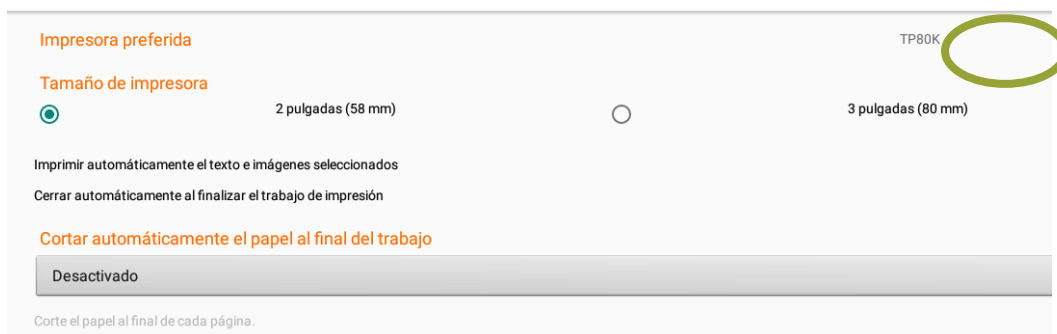 Impresora preferida TP80K
Tamaño de impresora
2 pulgadas (58 mm) 3 pulgadas (80 mm)
Imprimir automáticamente el texto e imágenes seleccionados
Cerrar automáticamente al finalizar el trabajo de impresión
Cortar automáticamente el papel al final del trabajo
Desactivado
Corte el papel al final de cada página.